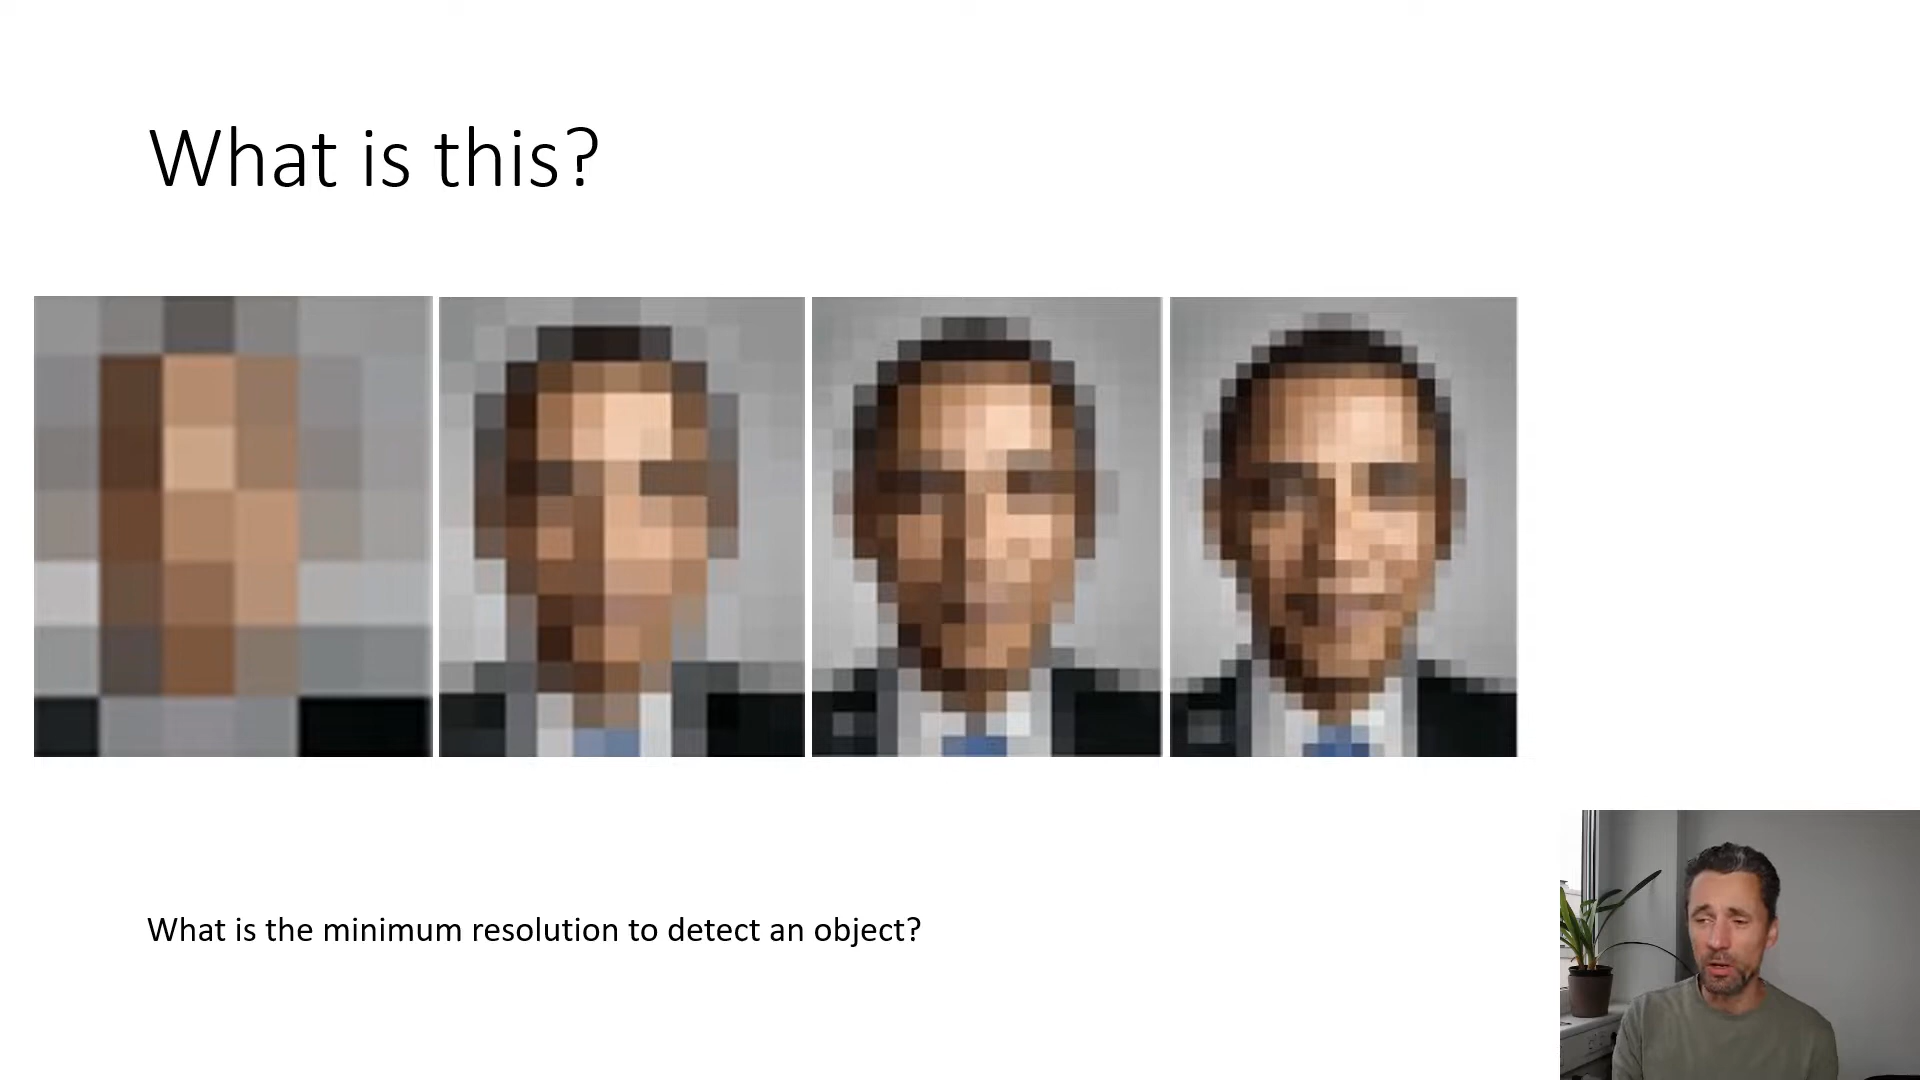 What is this?
What is the minimum resolution to detect an object?